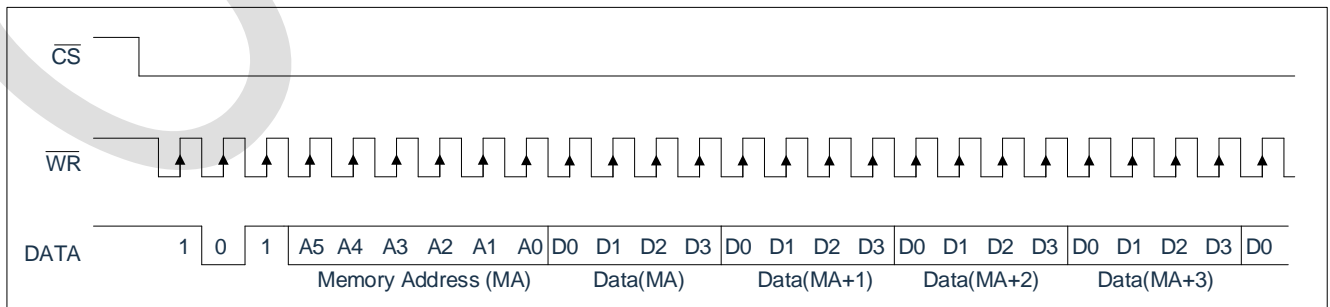 CS
WR
DATA 1 0 1 A5 A4 A3 A2 A1 A0 D0 D1 D2 D3 D0 D1 D2 D3 D0 D1 D2 D3 D0 D1 D2 D3 D0
Memory Address (MA) Data(MA) Data(MA+1) Data(MA+2) Data(MA+3)